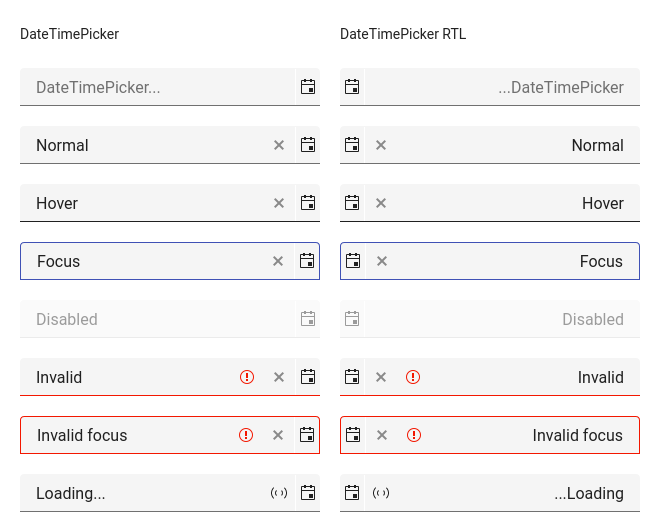 DateTimePicker
DateTimePicker RTL
DateTimePicker...
...DateTimePicker
Normal
Normal
Hover
Hover
Focus
Focus
Disabled
Disabled
Invalid
Invalid
Invalid focus
Invalid focus
Loading...
...Loading